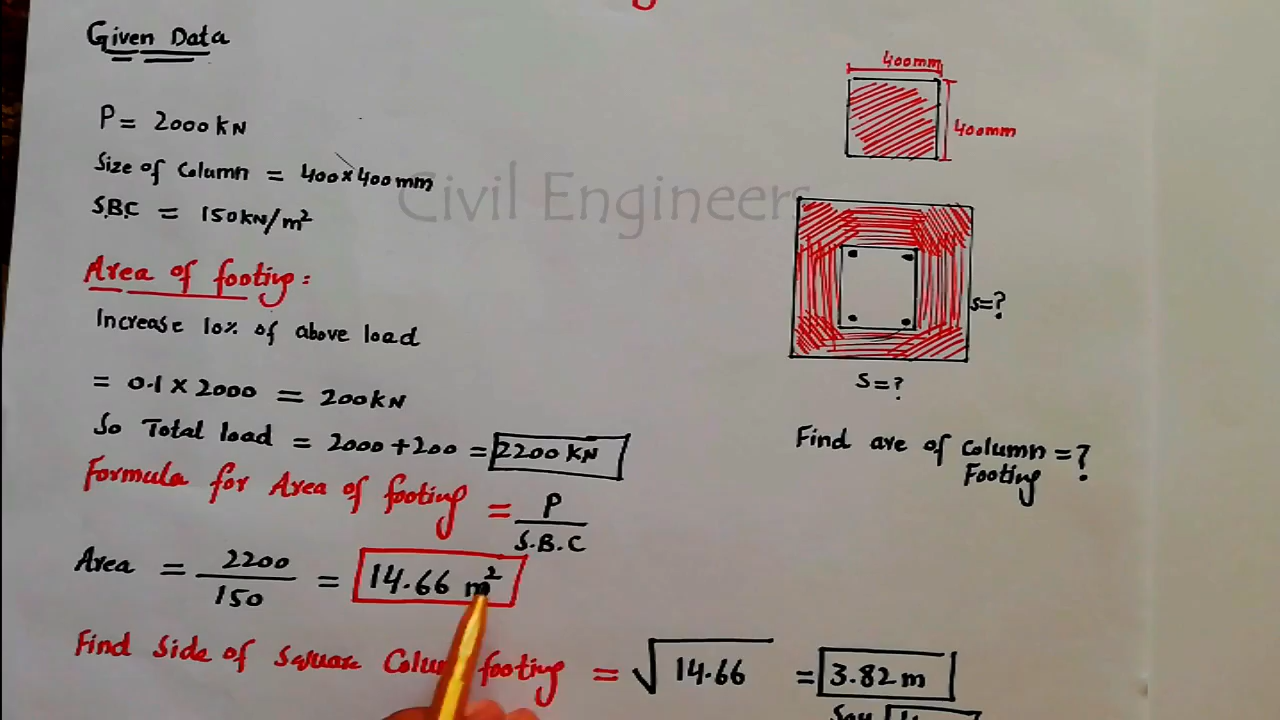 Given Data
P = 2000 kN
Size of Column = 400 × 400 mm
S.B.C = 150 kN/m²
Area of footing:
Increase 10% of above load
= 0.1 × 2000 = 200 kN
So Total load = 2000 + 200 = 2200 kN
Formula for Area of footing = P / S.B.C
Area = 2200 / 150 = 14.66 m²
Find Side of Square footing = √14.66 = 3.82 m
Say
400mm
400mm
S=?
S=?
Find are of Column = ?
Footing
Civil Engineers